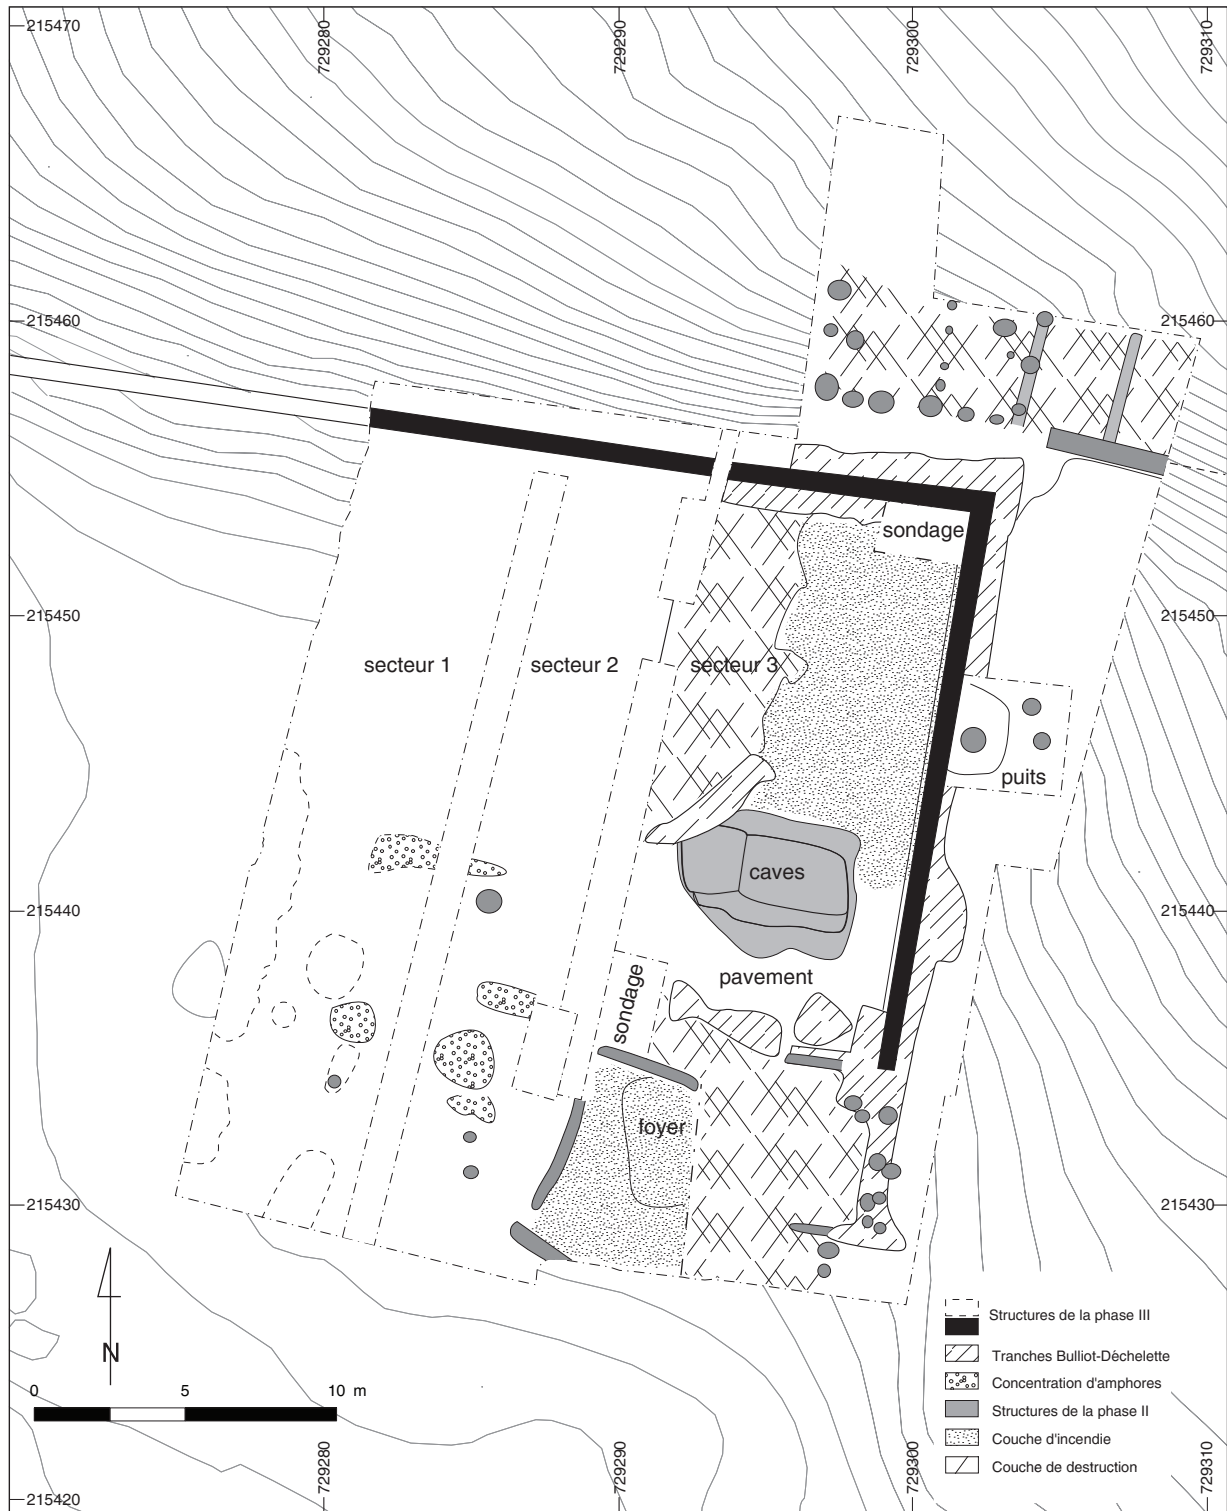 215470
729280
729290
729300
729310
215460
215460
sondage
215450
215450
secteur 1
secteur 2
secteur 3
puits
caves
215440
215440
pavement
sondage
foyer
215430
215430
N
0 5 10 m
Structures de la phase III
Tranches Bulliot-Déchelette
Concentration d'amphores
Structures de la phase II
Couche d'incendie
Couche de destruction
729280
729290
729300
729310
215420